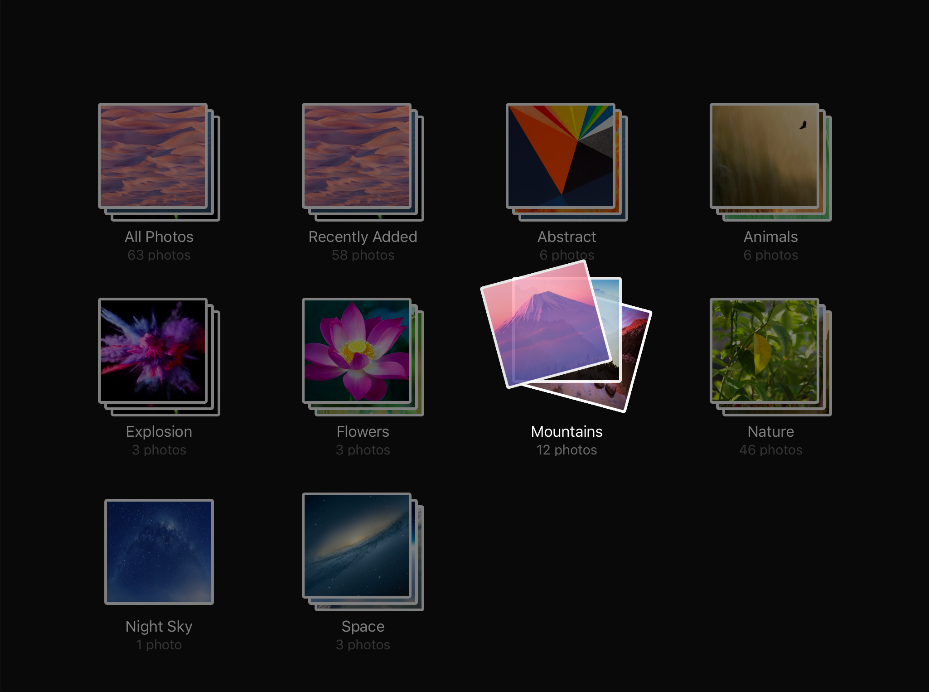 All Photos
63 photos
Recently Added
58 photos
Abstract
6 photos
Animals
6 photos
Explosion
3 photos
Flowers
3 photos
Mountains
12 photos
Nature
46 photos
Night Sky
1 photo
Space
3 photos